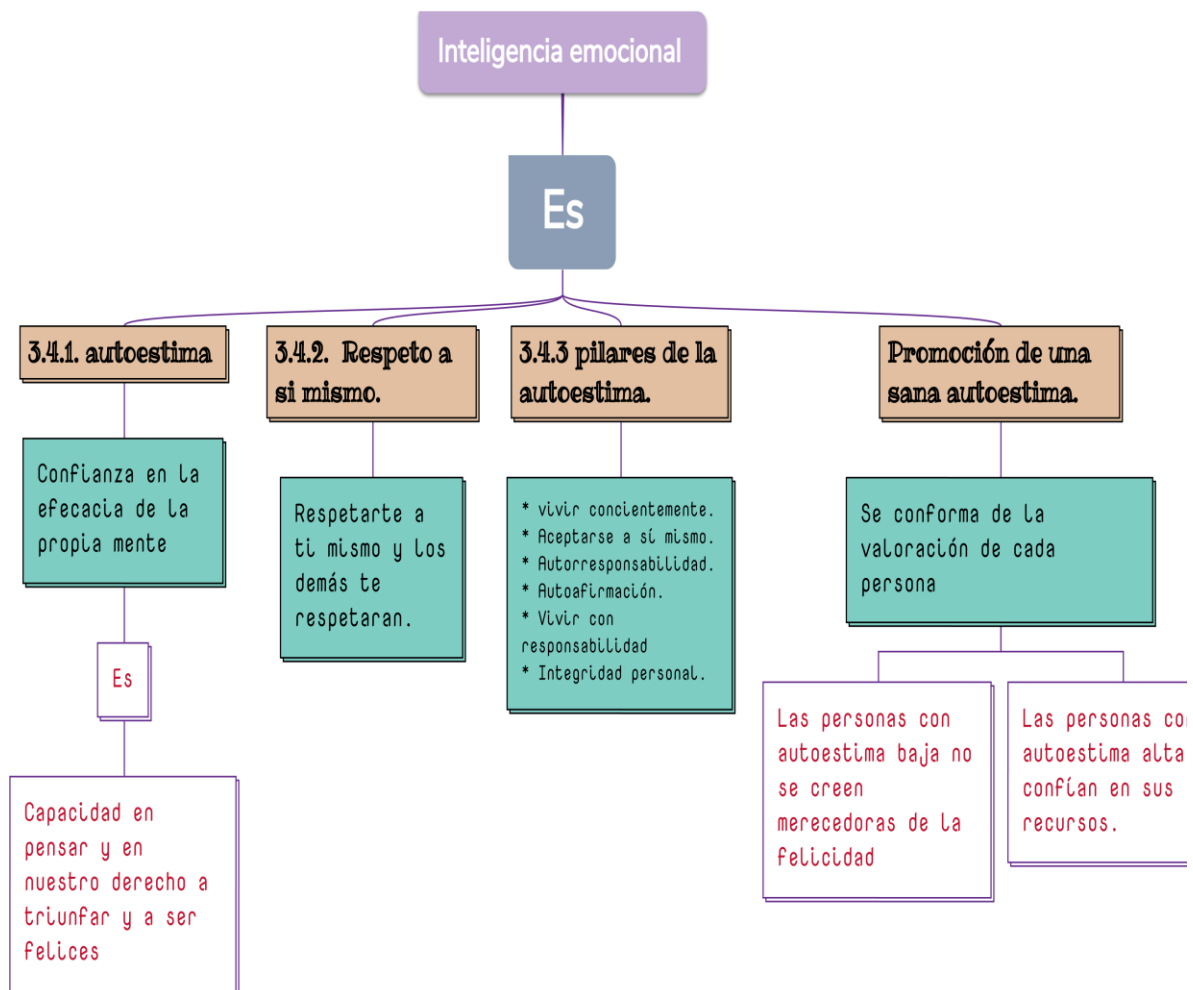 Inteligencia emocional
Es
3.4.1. autoestima
Confianza en la
efecacia de la
propia mente
Es
Capacidad en
pensar y en
nuestro derecho a
triunfar y a ser
felices
3.4.2. Respeto a
si mismo.
Respetarte a
ti mismo y los
demás te
respetaran.
3.4.3 pilares de la
autoestima.
* vivir concientemente.
* Aceptarse a sí mismo.
* Autorresponsabilidad.
* Autoafirmación.
* Vivir con
responsabilidad
* Integridad personal.
Promoción de una
sana autoestima.
Se conforma de la
valoración de cada
persona
Las personas con
autoestima baja no
se creen
merecedoras de la
felicidad
Las personas co
autoestima alta
confían en sus
recursos.